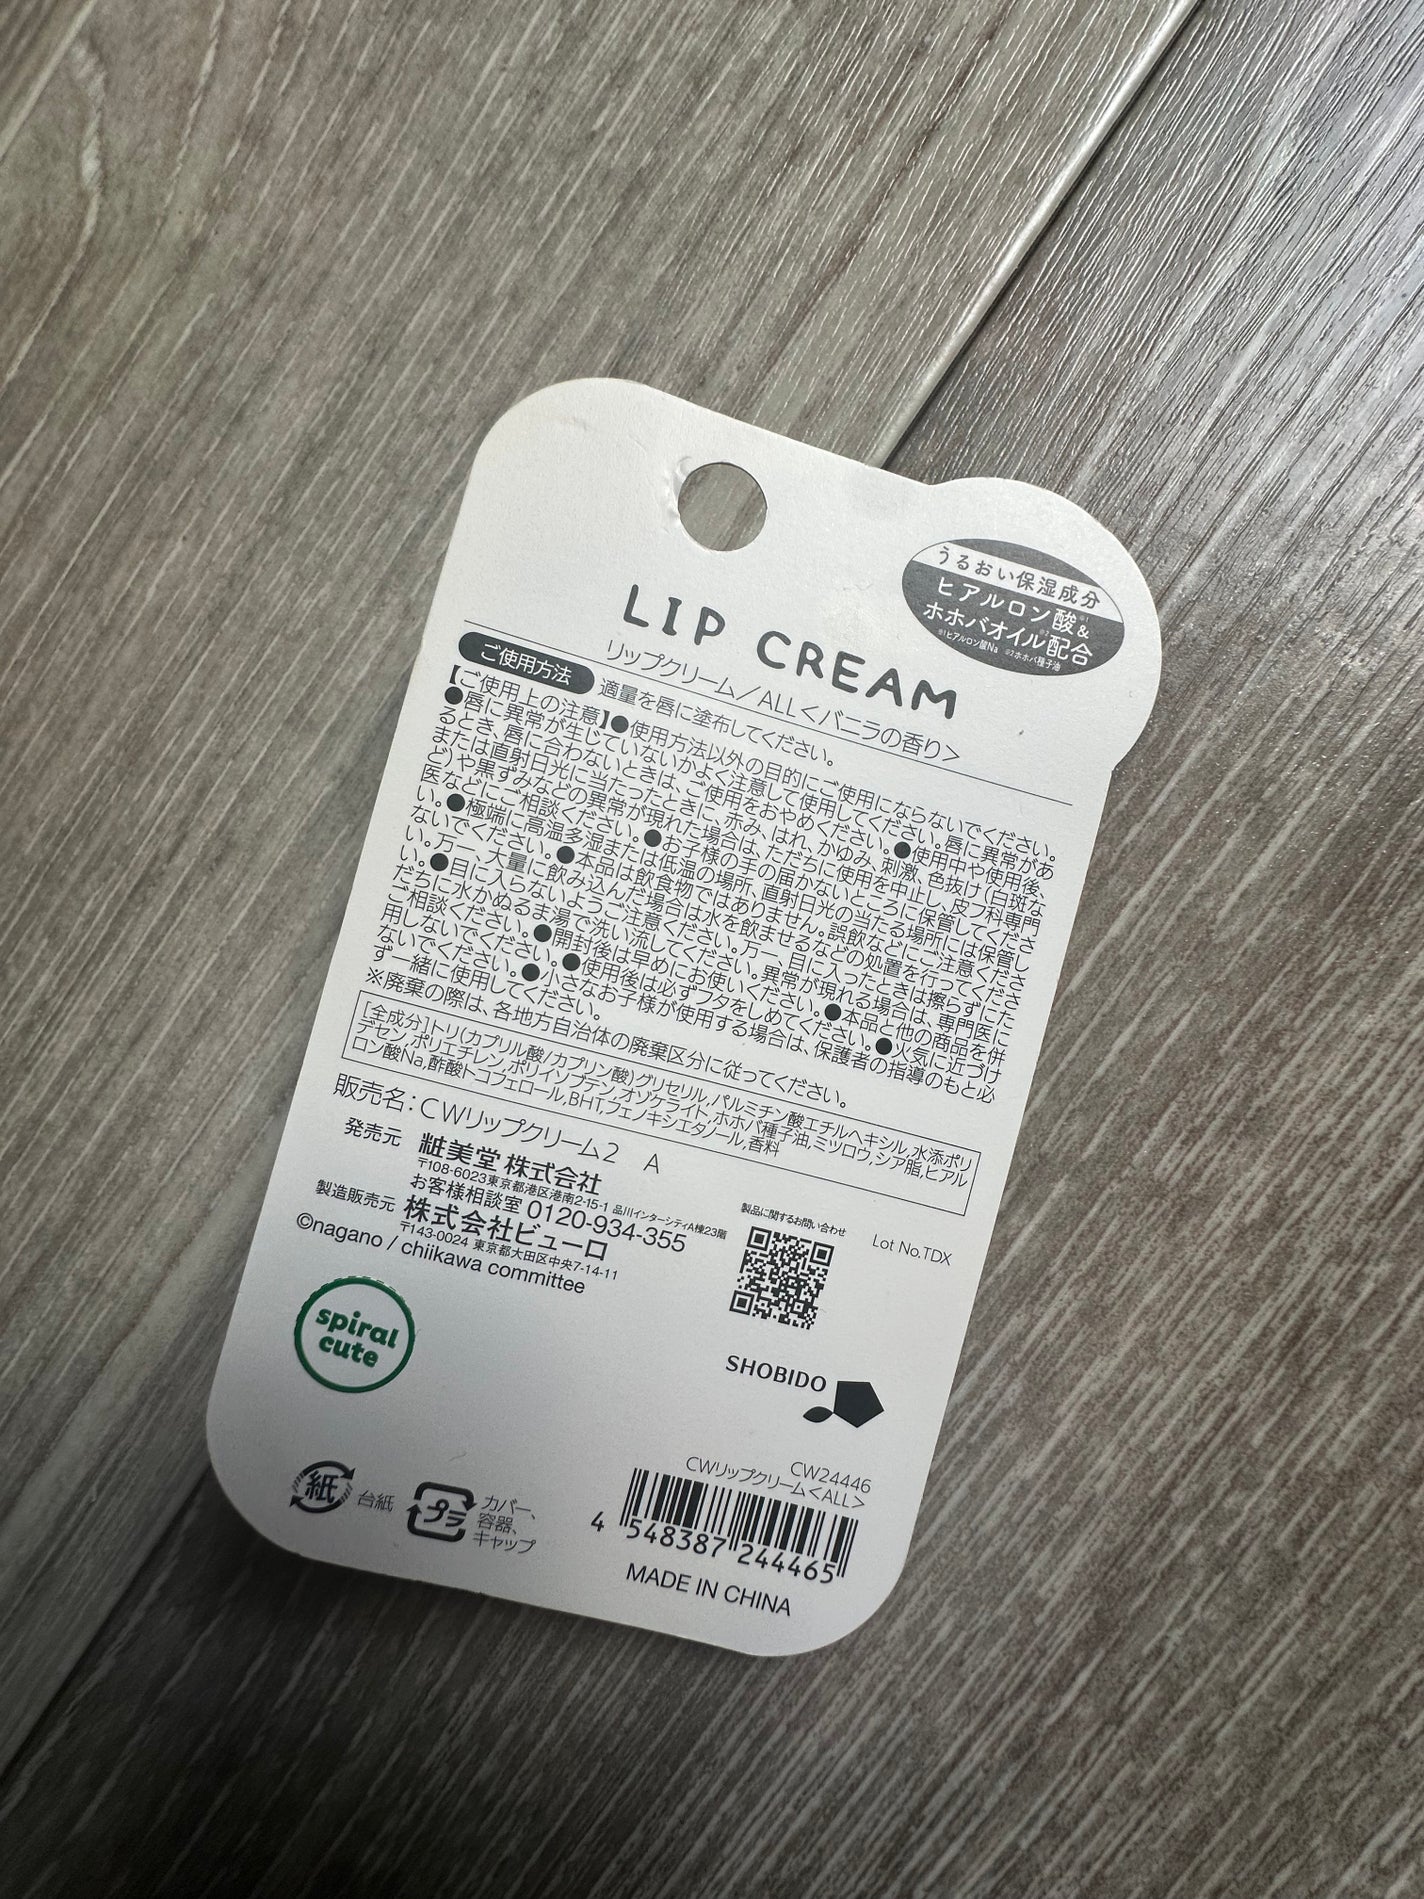 うるおい保湿成分
ヒアルロン酸※1&
ホホバオイル※2配合
※1ヒアルロン酸Na ※2ホホバ種子油
LIP CREAM
リップクリーム/ALL<バニラの香り>
ご使用方法 適量を唇に塗布してください。
【ご使用上の注意】●使用方法以外の目的にご使用にならないでください。
●唇に異常が生じていないかよく注意して使用してください。唇に異常があ
るとき、唇に合わないときは、ご使用をおやめください。●使用中や使用後、
または直射日光に当たったときに、赤み、はれ、かゆみ、刺激、色抜け(白斑な
ど)や黒ずみなどの異常が現れた場合は、ただちに使用を中止し、皮フ科専門
医などにご相談ください。●お子様の手の届かないところに保管してくださ
い。●極端に高温多湿または低温の場所、直射日光の当たる場所には保管し
ないでください。●本品は飲食物ではありません。誤飲などにご注意くださ
い。万一、大量に飲み込んだ場合は水を飲ませるなどの処置を行ってくださ
い。●目に入らないようご注意ください。万一、目に入ったときは擦らずにた
だちに水かぬるま湯で洗い流してください。異常が現れる場合は、専門医に
ご相談ください。●開封後は早めにお使いください。●本品と他の商品を併
用しないでください。●使用後は必ずフタをしめてください。●火気に近づけ
ないでください。●小さなお子様が使用する場合は、保護者の指導のもと必
ず一緒に使用してください。
※廃棄の際は、各地方自治体の廃棄区分に従ってください。
[全成分]トリ(カプリル酸/カプリン酸)グリセリル,パルミチン酸エチルヘキシル,水添ポリ
デセン,ポリエチレン,ポリイソブテン,オゾケライト,ホホバ種子油,ミツロウ,シア脂,ヒアル
ロン酸Na,酢酸トコフェロール,BHT,フェノキシエタノール,香料
販売名:CWリップクリーム2 A
発売元 粧美堂 株式会社
〒108-6023東京都港区港南2-15-1 品川インターシティA棟23階
お客様相談室 0120-934-355
製造販売元 株式会社ビューロ
〒143-0024 東京都大田区中央7-14-11
©nagano / chiikawa committee
製品に関するお問い合わせ
Lot No.TDX
spiral
cute
SHOBIDO
紙 台紙
プラ カバー、
容器、
キャップ
CW24446
CWリップクリーム<ALL>
4 548387 244465
MADE IN CHINA